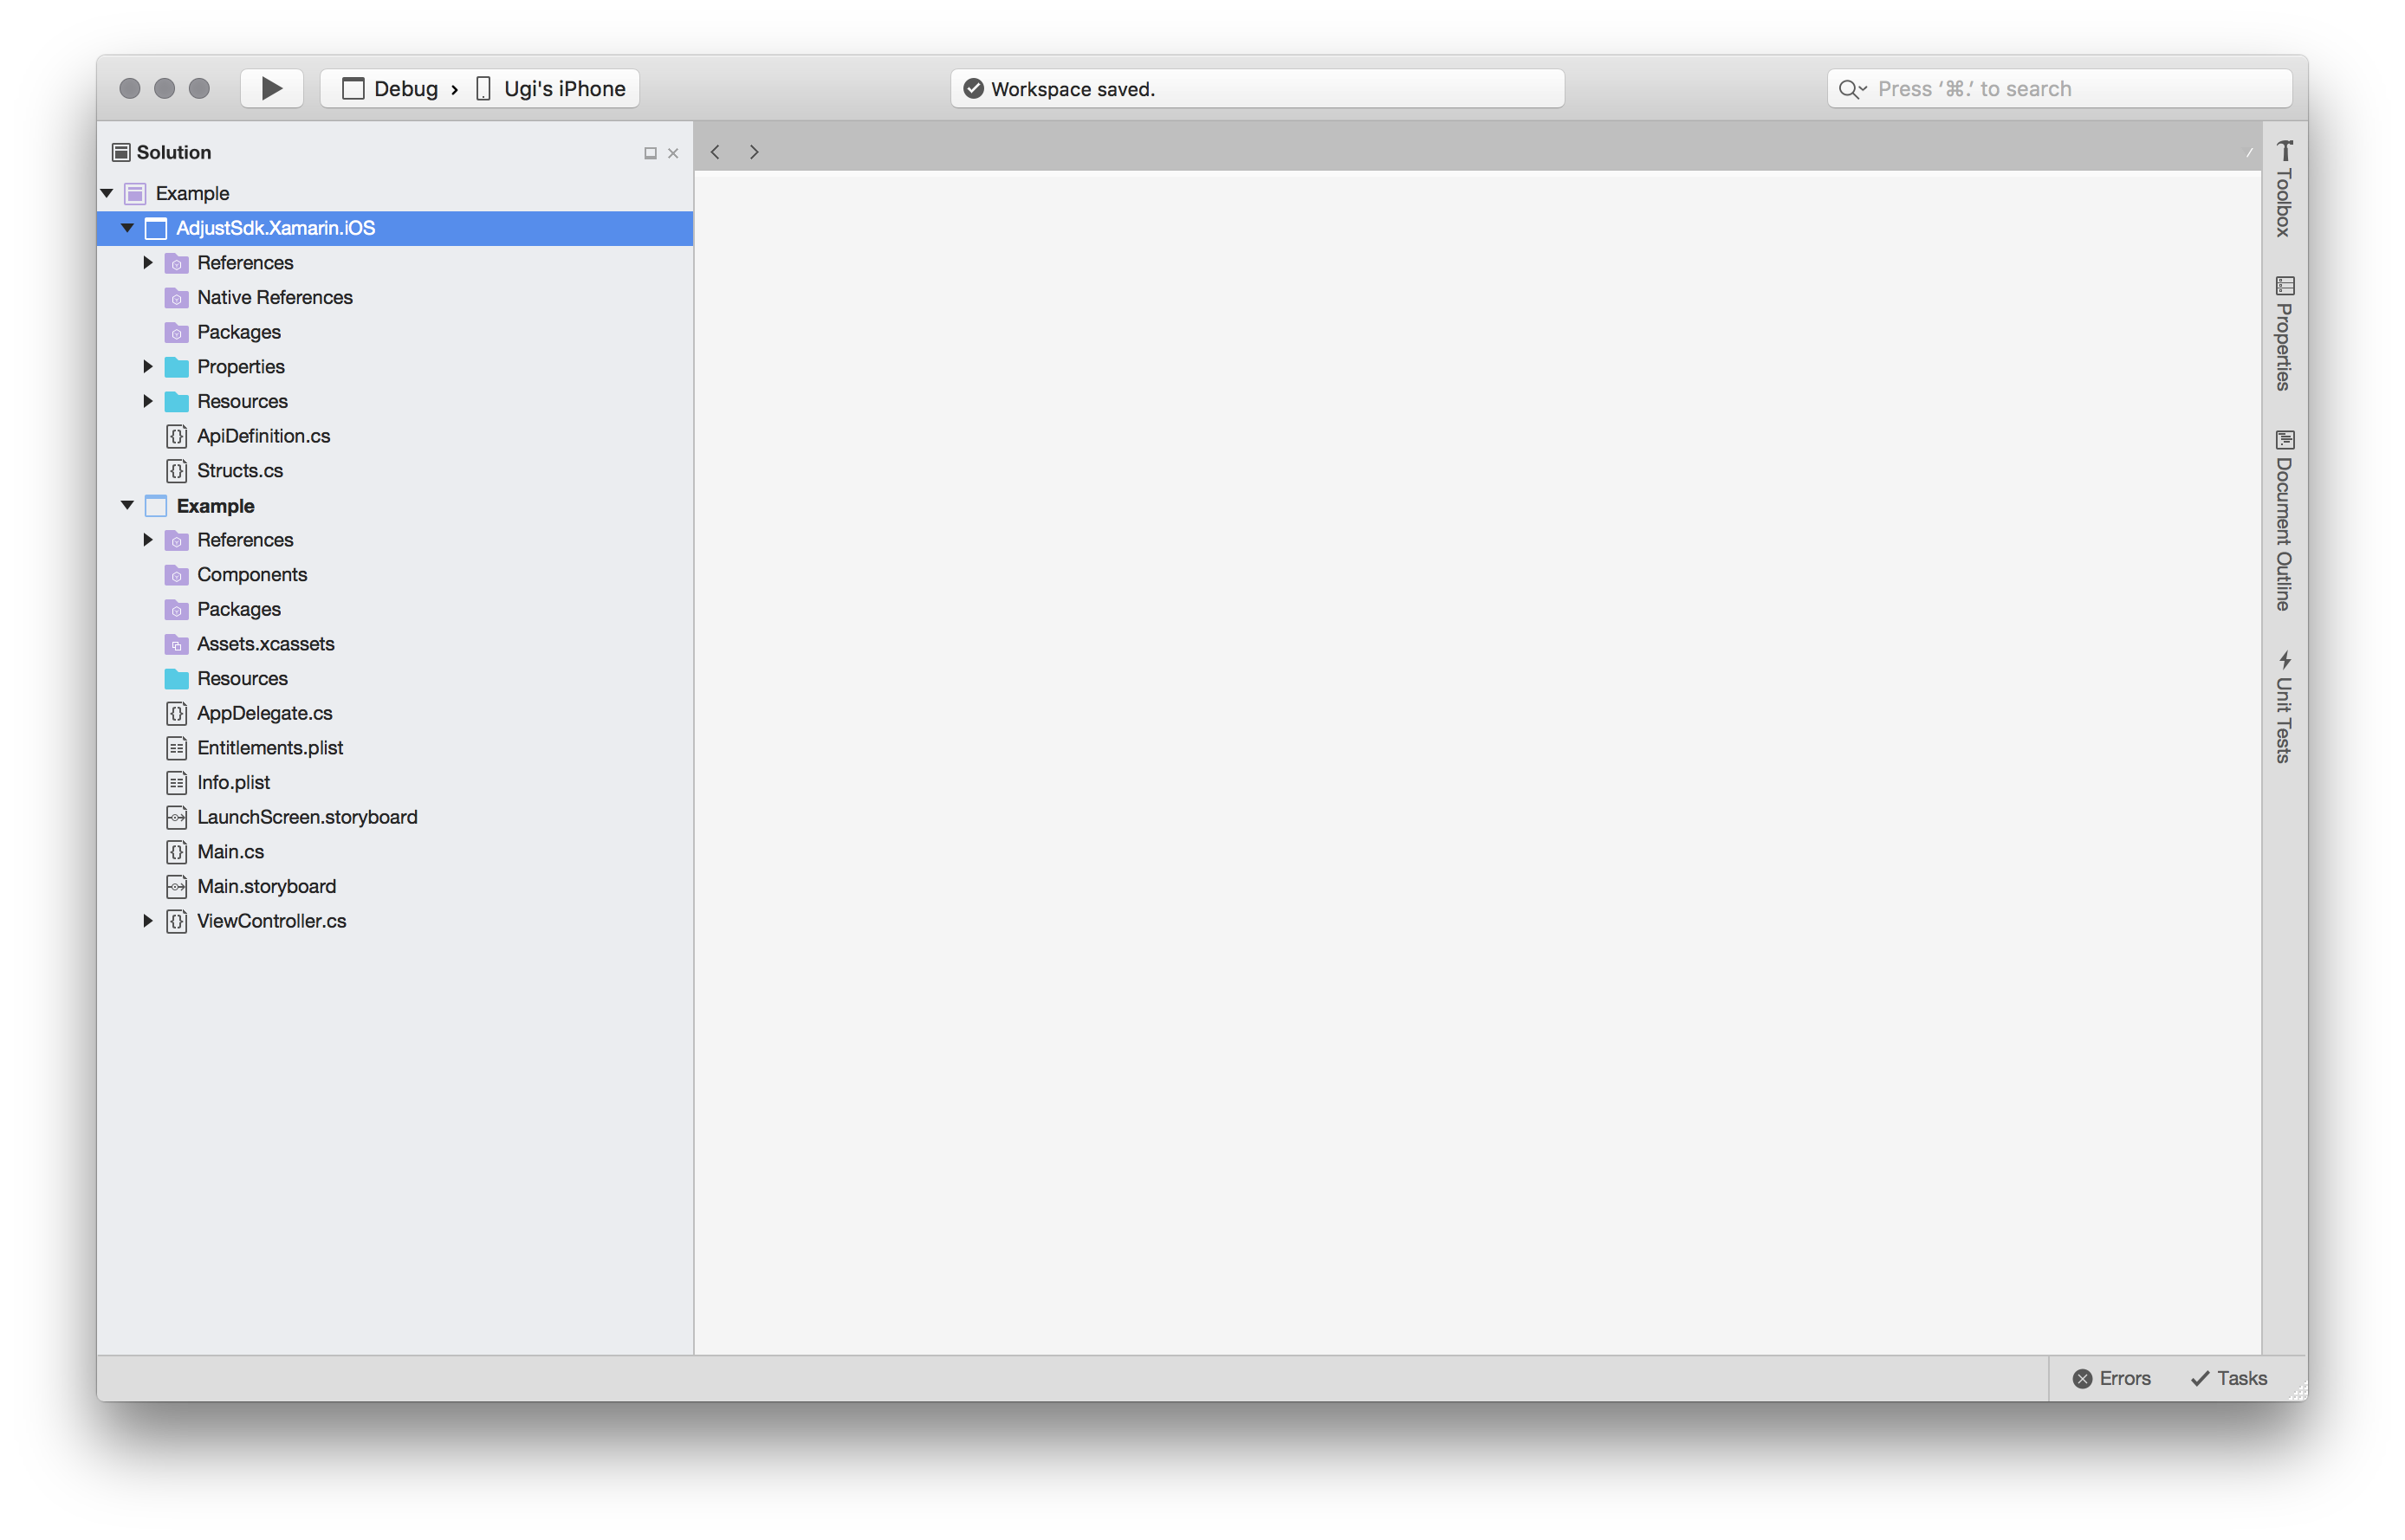 Debug › Ugi's iPhone
Workspace saved.
Press ‘⌘.’ to search
Solution
Example
AdjustSdk.Xamarin.iOS
References
Native References
Packages
Properties
Resources
ApiDefinition.cs
Structs.cs
Example
References
Components
Packages
Assets.xcassets
Resources
AppDelegate.cs
Entitlements.plist
Info.plist
LaunchScreen.storyboard
Main.cs
Main.storyboard
ViewController.cs
Toolbox
Properties
Document Outline
Unit Tests
Errors
Tasks